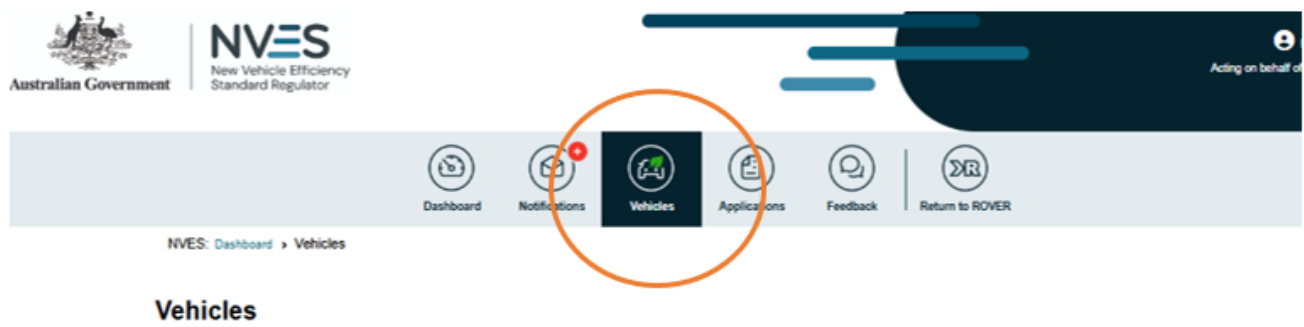 Australian Government
NVES
New Vehicle Efficiency
Standard Regulator
Acting on behalf of
Dashboard
Notifications
Vehicles
Applications
Feedback
Return to ROVER
NVES: Dashboard › Vehicles
Vehicles